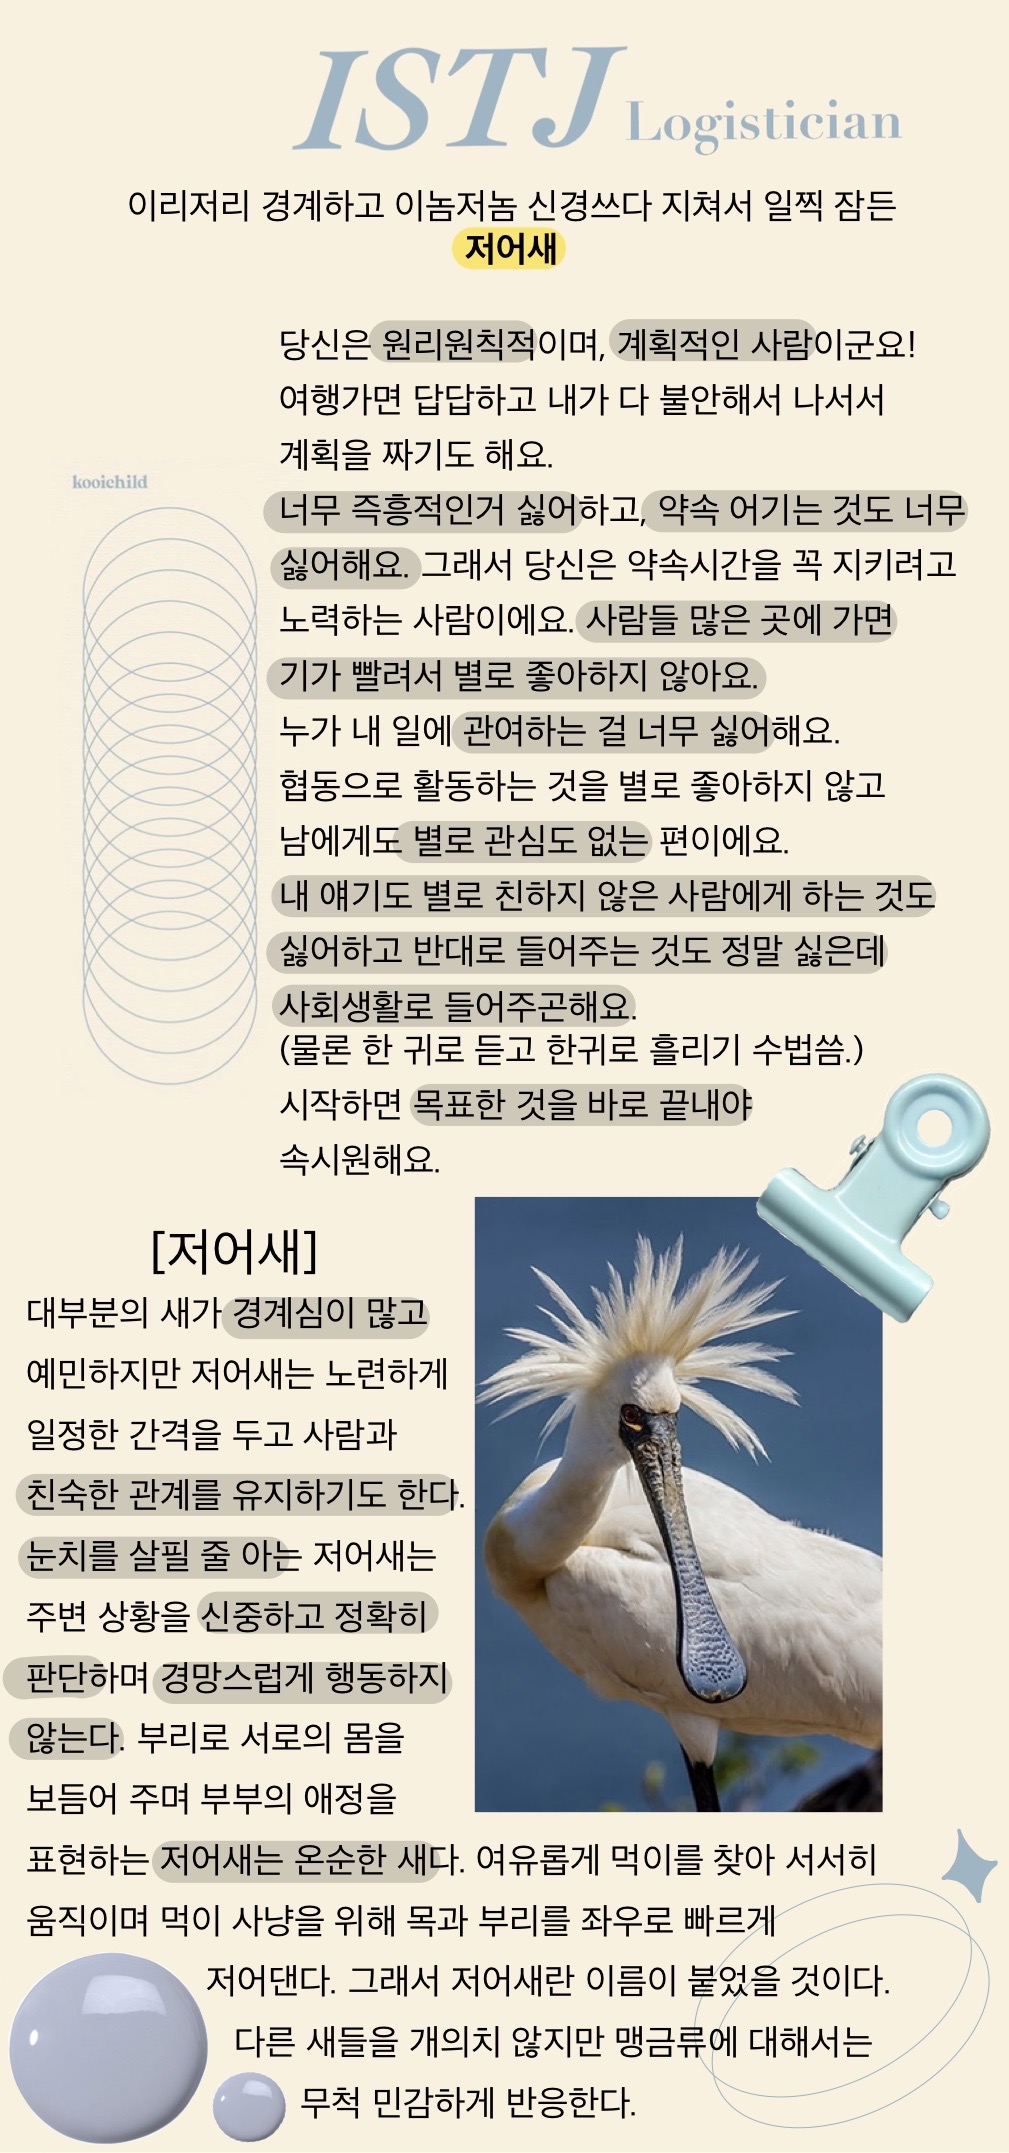 ISTJ Logistician
이리저리 경계하고 이놈저놈 신경쓰다 지쳐서 일찍 잠든
저어새
당신은 원리원칙적이며, 계획적인 사람이군요!
여행가면 답답하고 내가 다 불안해서 나서서
계획을 짜기도 해요.
kooichild
너무 즉흥적인거 싫어하고, 약속 어기는 것도 너무
싫어해요. 그래서 당신은 약속시간을 꼭 지키려고
노력하는 사람이에요. 사람들 많은 곳에 가면
기가 빨려서 별로 좋아하지 않아요.
누가 내 일에 관여하는 걸 너무 싫어해요.
협동으로 활동하는 것을 별로 좋아하지 않고
남에게도 별로 관심도 없는 편이에요.
내 얘기도 별로 친하지 않은 사람에게 하는 것도
싫어하고 반대로 들어주는 것도 정말 싫은데
사회생활로 들어주곤해요.
(물론 한 귀로 듣고 한귀로 흘리기 수법씀.)
시작하면 목표한 것을 바로 끝내야
속시원해요.
[저어새]
대부분의 새가 경계심이 많고
예민하지만 저어새는 노련하게
일정한 간격을 두고 사람과
친숙한 관계를 유지하기도 한다.
눈치를 살필 줄 아는 저어새는
주변 상황을 신중하고 정확히
판단하며 경망스럽게 행동하지
않는다. 부리로 서로의 몸을
보듬어 주며 부부의 애정을
표현하는 저어새는 온순한 새다. 여유롭게 먹이를 찾아 서서히
움직이며 먹이 사냥을 위해 목과 부리를 좌우로 빠르게
저어댄다. 그래서 저어새란 이름이 붙었을 것이다.
다른 새들을 개의치 않지만 맹금류에 대해서는
무척 민감하게 반응한다.